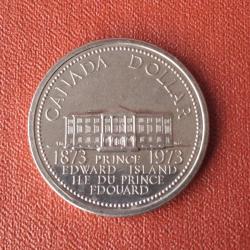 CANADA DOLLAR
1873 PRINCE 1973
EDWARD ISLAND
ILE DU PRINCE
EDOUARD